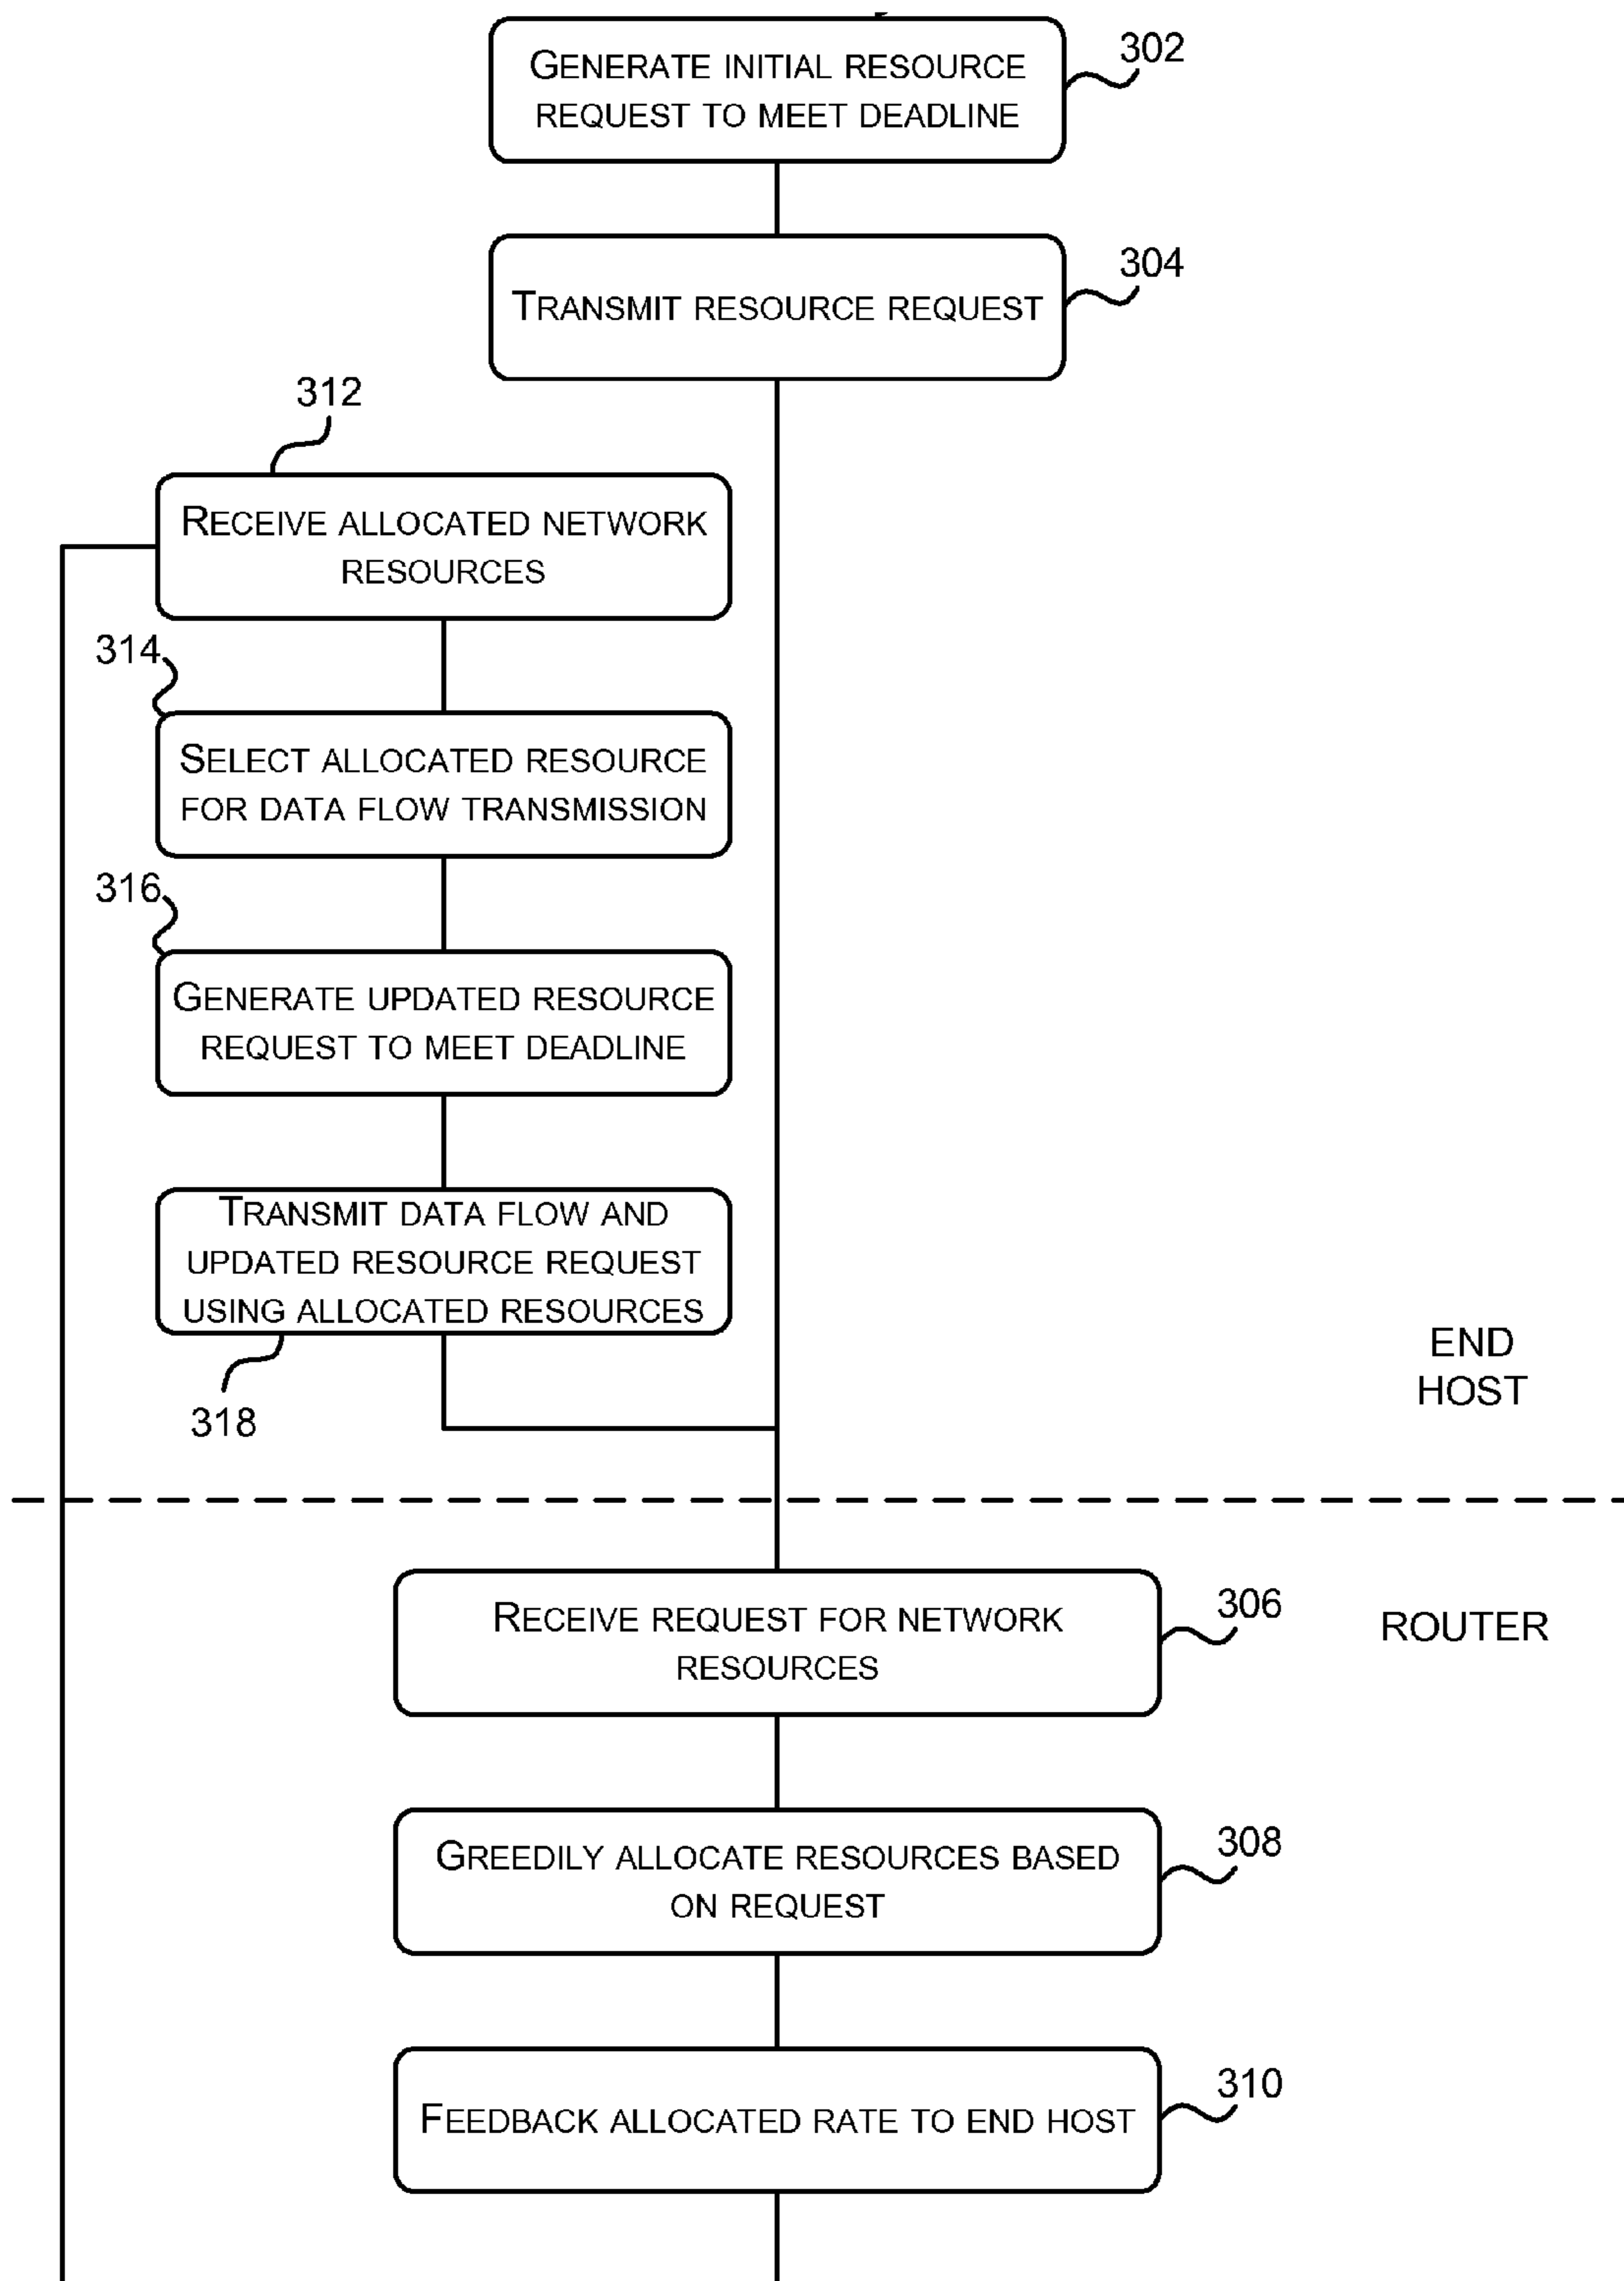 GENERATE INITIAL RESOURCE
REQUEST TO MEET DEADLINE
302
TRANSMIT RESOURCE REQUEST
304
312
RECEIVE ALLOCATED NETWORK
RESOURCES
314
SELECT ALLOCATED RESOURCE
FOR DATA FLOW TRANSMISSION
316
GENERATE UPDATED RESOURCE
REQUEST TO MEET DEADLINE
TRANSMIT DATA FLOW AND
UPDATED RESOURCE REQUEST
USING ALLOCATED RESOURCES
318
END
HOST
RECEIVE REQUEST FOR NETWORK
RESOURCES
306
ROUTER
GREEDILY ALLOCATE RESOURCES BASED
ON REQUEST
308
FEEDBACK ALLOCATED RATE TO END HOST
310